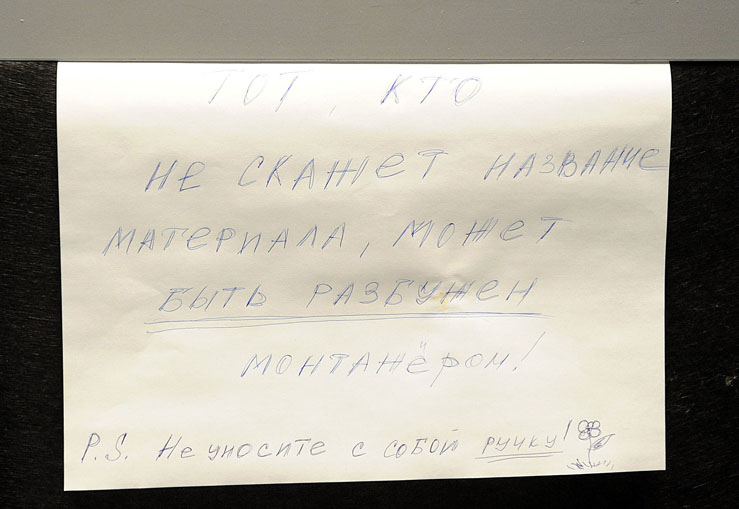 ТОТ, КТО
НЕ СКАЖЕТ НАЗВАНИЕ
МАТЕРИАЛА, МОЖЕТ
БЫТЬ РАЗБУЖЕН
МОНТАЖЁРОМ!
P.S. Не уносите с собой ручку!